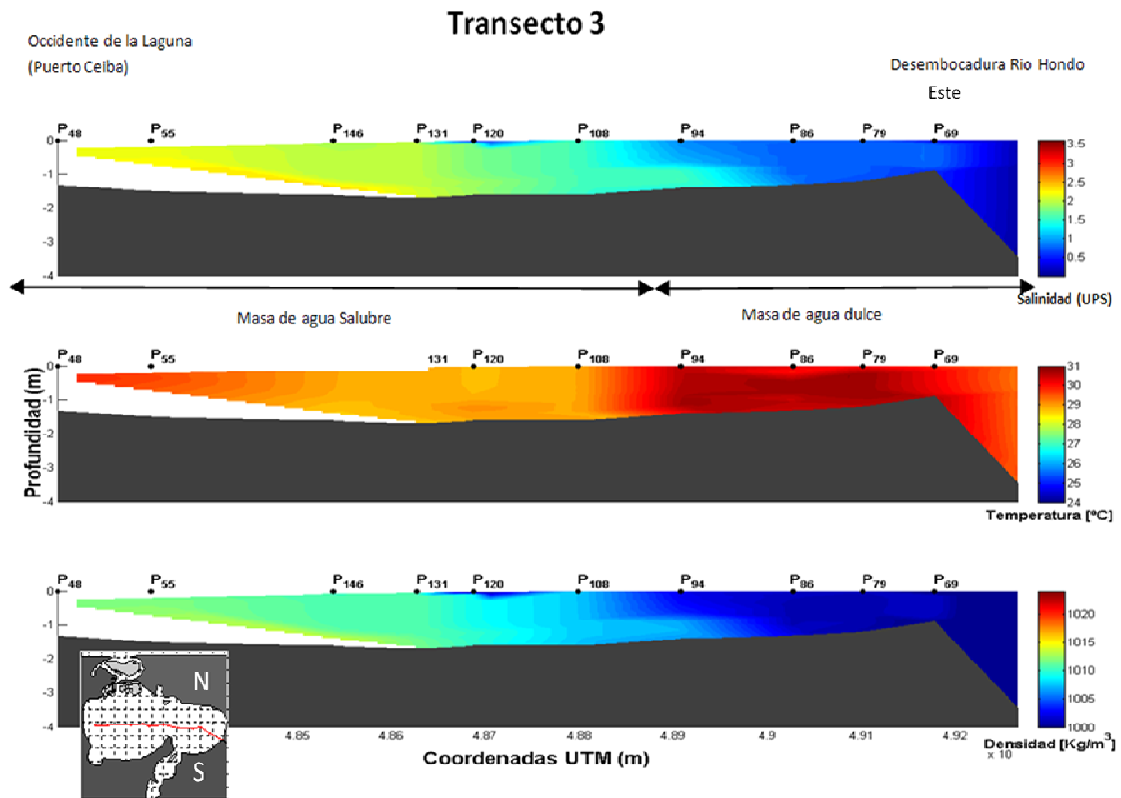 Transecto 3
Occidente de la Laguna
(Puerto Ceiba)
Desembocadura Rio Hondo
Este
P48 P55 P146 P131 P120 P108 P94 P86 P79 P69
0
-1
-2
-3
-4
3.5
3
2.5
2
1.5
1
0.5
Salinidad (UPS)
Masa de agua Salubre
Masa de agua dulce
P48 P55 131 P120 P108 P94 P86 P79 P69
0
-1
-2
-3
-4
Profundidad (m)
31
30
29
28
27
26
25
24
Temperatura [ºC]
P48 P55 P146 P131 P120 P108 P94 P86 P79 P69
0
-1
-2
-3
-4
1020
1015
1010
1005
1000
Densidad [Kg/m3]
N
S
4.85 4.86 4.87 4.88 4.89 4.9 4.91 4.92
x 10
Coordenadas UTM (m)